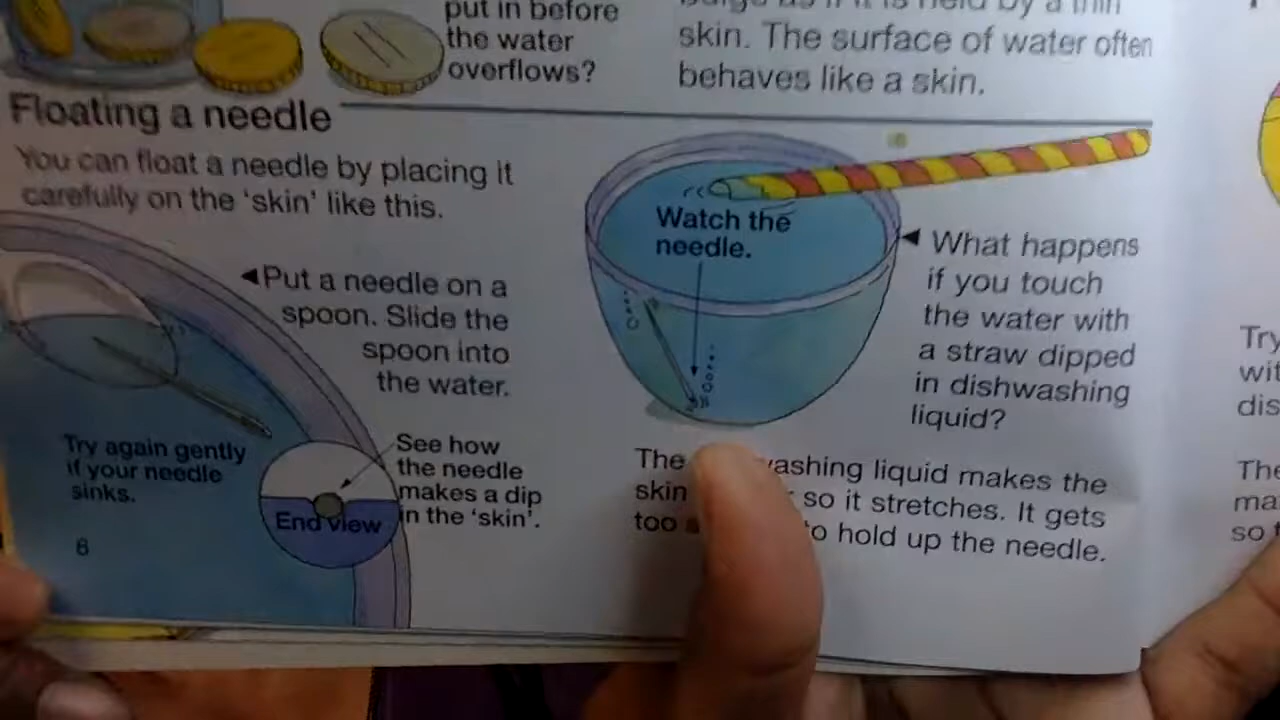 put in before
the water
overflows?
skin. The surface of water often
behaves like a skin.
Floating a needle
You can float a needle by placing it
carefully on the 'skin' like this.
Put a needle on a
spoon. Slide the
spoon into
the water.
Try again gently
if your needle
sinks.
See how
the needle
makes a dip
in the 'skin'.
End view
6
Watch the
needle.
What happens
if you touch
the water with
a straw dipped
in dishwashing
liquid?
The washing liquid makes the
skin so it stretches. It gets
too to hold up the needle.
Try
wit
dis
The
ma
so